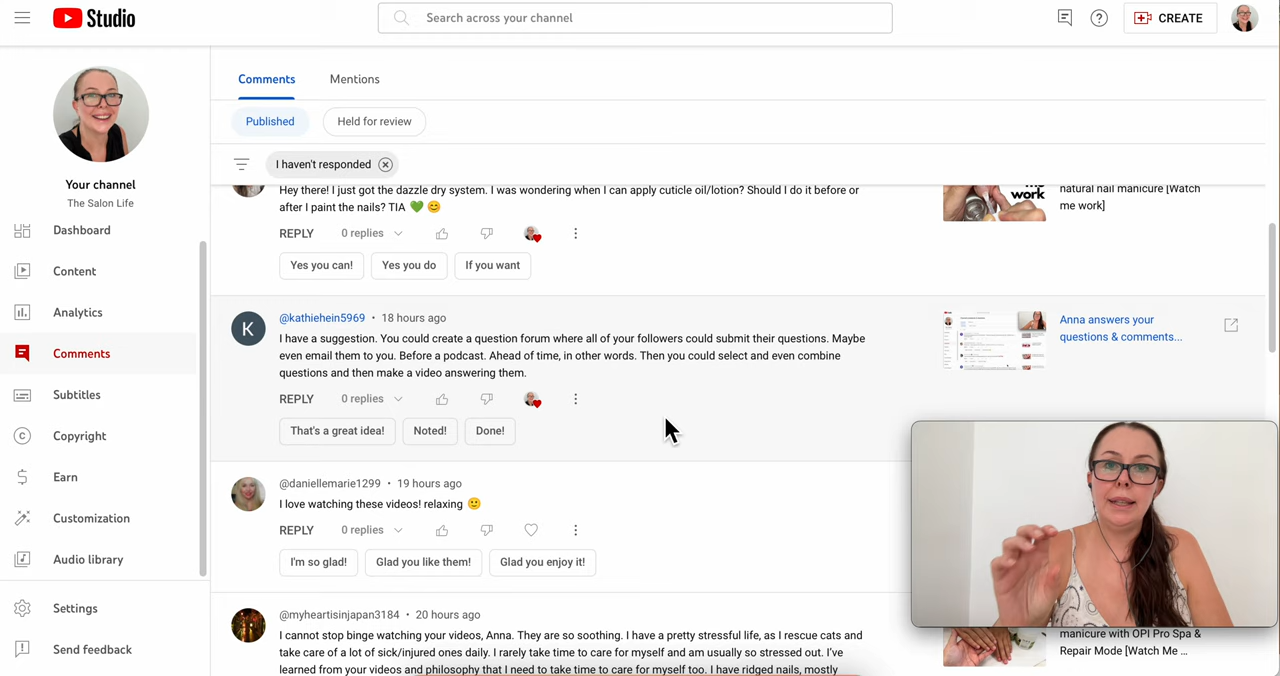 Studio
Search across your channel
CREATE
Your channel
The Salon Life
Dashboard
Content
Analytics
Comments
Subtitles
Copyright
Earn
Customization
Audio library
Settings
Send feedback
Comments
Mentions
Published
Held for review
I haven't responded
Hey there! I just got the dazzle dry system. I was wondering when I can apply cuticle oil/lotion? Should I do it before or
after I paint the nails? TIA 💚 😊
REPLY
0 replies
Yes you can!
Yes you do
If you want
work
natural nail manicure [Watch
me work]
K
@kathiehein5969 • 18 hours ago
I have a suggestion. You could create a question forum where all of your followers could submit their questions. Maybe
even email them to you. Before a podcast. Ahead of time, in other words. Then you could select and even combine
questions and then make a video answering them.
REPLY
0 replies
That's a great idea!
Noted!
Done!
Anna answers your
questions & comments...
@daniellemarie1299 • 19 hours ago
I love watching these videos! relaxing 🙂
REPLY
0 replies
I'm so glad!
Glad you like them!
Glad you enjoy it!
@myheartisinjapan3184 • 20 hours ago
I cannot stop binge watching your videos, Anna. They are so soothing. I have a pretty stressful life, as I rescue cats and
take care of a lot of sick/injured ones daily. I rarely take time to care for myself and am usually so stressed out. I've
learned from your videos and philosophy that I need to take time to care for myself too. I have ridged nails, mostly
manicure with OPI Pro Spa &
Repair Mode [Watch Me ...